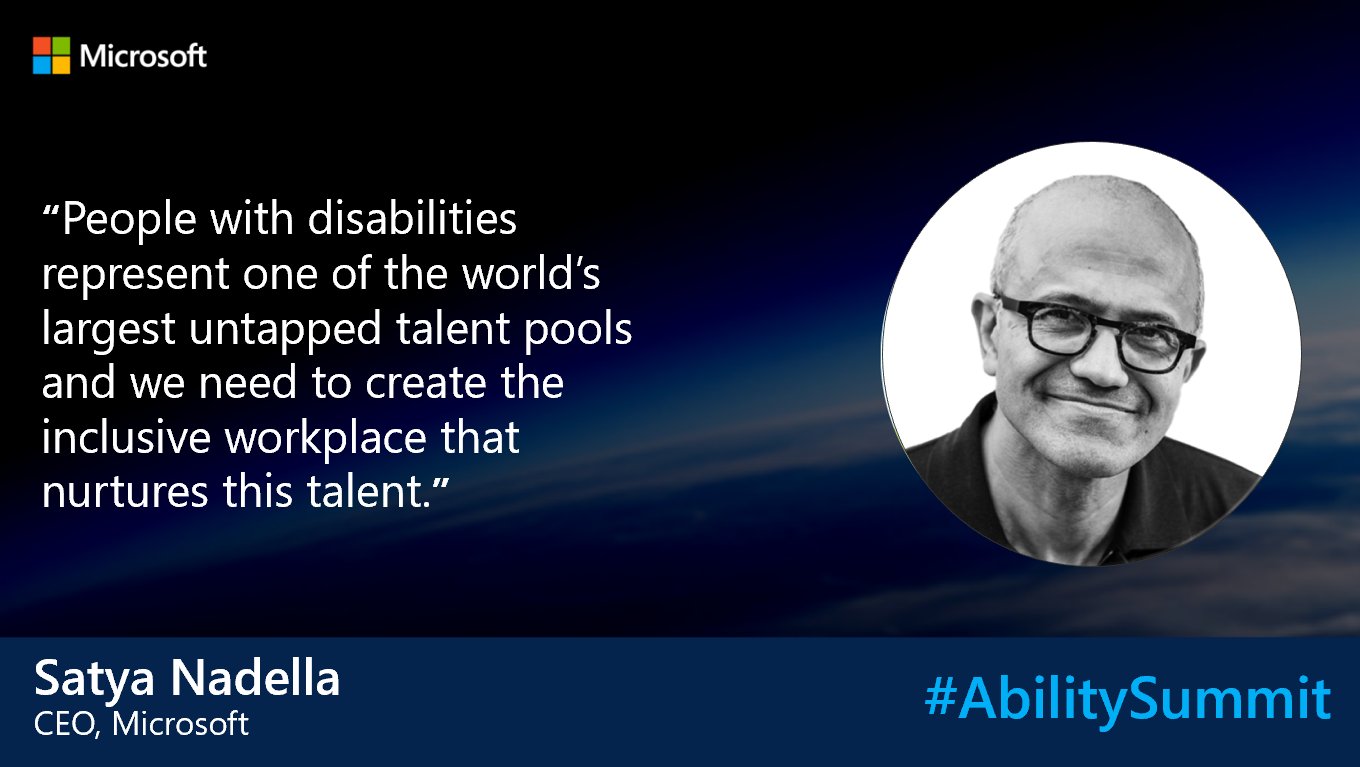 Microsoft
“People with disabilities
represent one of the world’s
largest untapped talent pools
and we need to create the
inclusive workplace that
nurtures this talent.”
Satya Nadella
CEO, Microsoft
#AbilitySummit